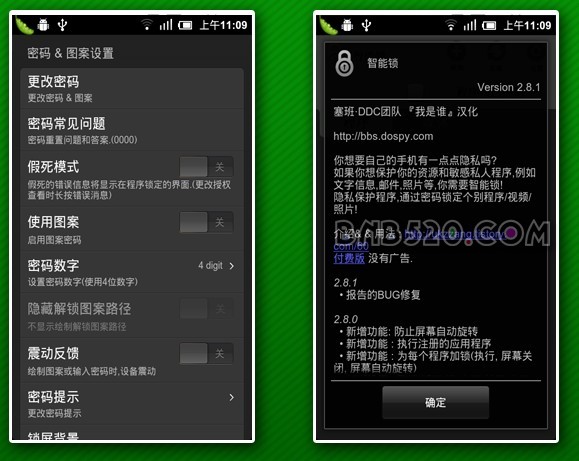 上午11:09
密码 & 图案设置
更改密码
更改密码 & 图案
密码常见问题
密码重置问题和答案.(0000)
假死模式
关
假死的错误信息将显示在程序锁定的界面.(更改授权
查看时长按错误消息)
使用图案
关
启用图案密码
密码数字
4 digit
设置密码数字(使用4位数字)
隐藏解锁图案路径
关
不显示绘制解锁图案路径
震动反馈
关
绘制图案或输入密码时,设备震动
密码提示
更改密码提示
锁屏背景
上午11:09
智能锁
Version 2.8.1
塞班·DDC团队 『我是谁』汉化
http://bbs.dospy.com
你想要自己的手机有一点点隐私吗?
如果你想保护你的资源和敏感私人程序,例如
文字信息,邮件,照片等,你需要智能锁!
隐私保护程序,通过密码锁定个别程序/视频/
照片!
介绍& & 用法 :
com/60
BAB520.COM
付费版 没有广告.
2.8.1
• 报告的BUG修复
2.8.0
• 新增功能: 防止屏幕自动旋转
• 新增功能 : 执行注册的应用程序
• 新增功能 : 为每个程序加锁(执行, 屏幕关
闭, 屏幕自动旋转)
确定